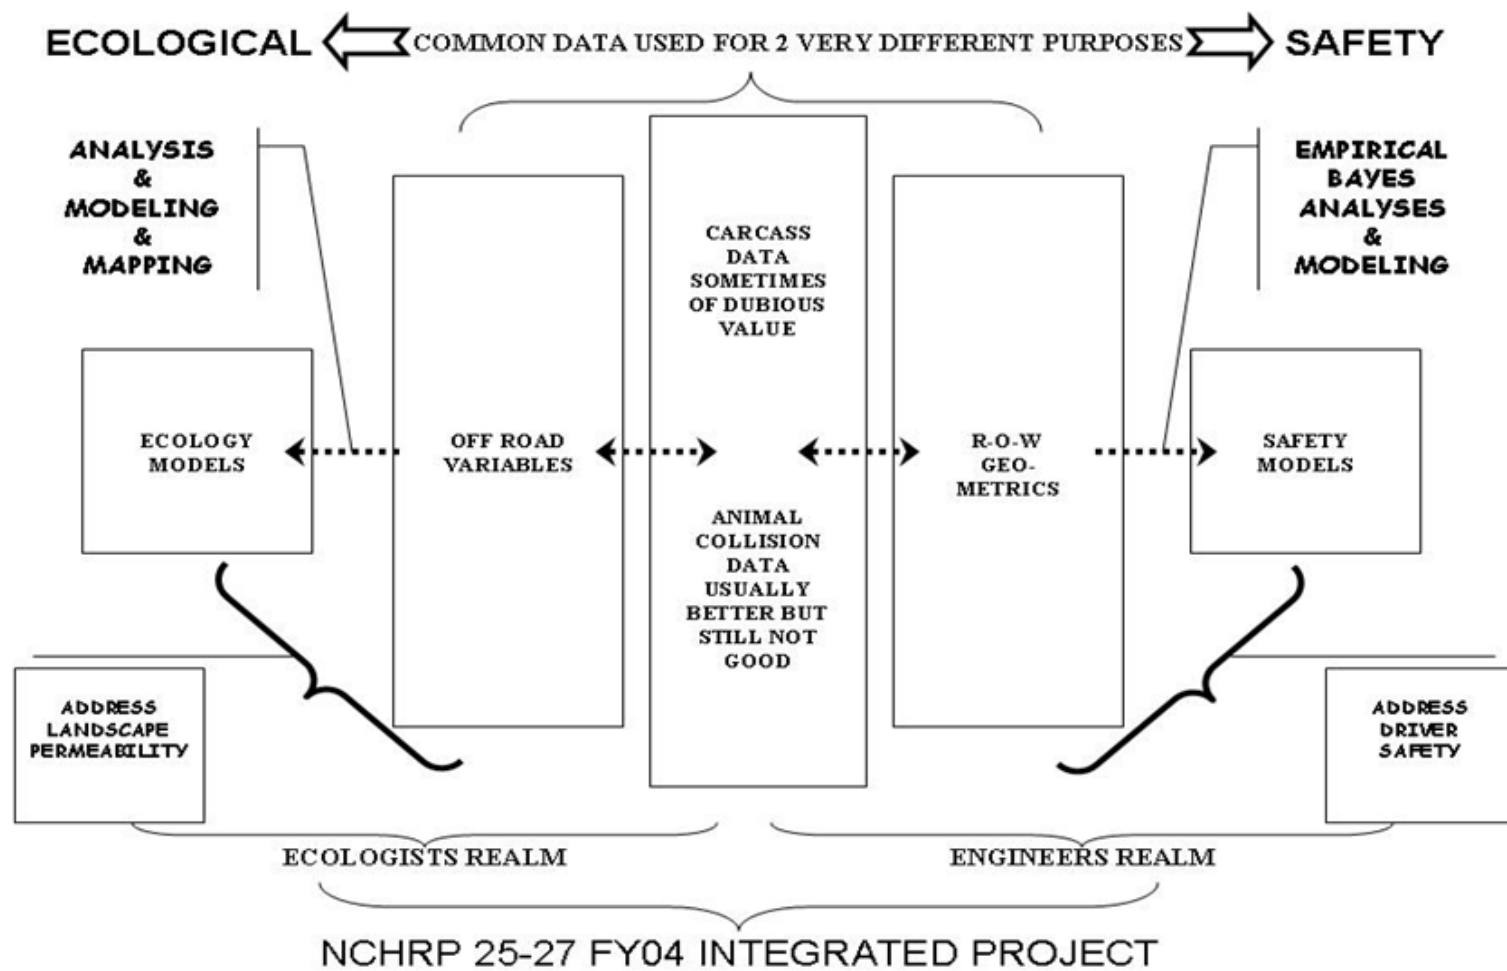 ECOLOGICAL COMMON DATA USED FOR 2 VERY DIFFERENT PURPOSES SAFETY
ANALYSIS
&
MODELING
&
MAPPING
EMPIRICAL
BAYES
ANALYSES
&
MODELING
CARCASS
DATA
SOMETIMES
OF DUBIOUS
VALUE
ECOLOGY
MODELS
OFF ROAD
VARIABLES
R-O-W
GEO-
METRICS
SAFETY
MODELS
ANIMAL
COLLISION
DATA
USUALLY
BETTER BUT
STILL NOT
GOOD
ADDRESS
LANDSCAPE
PERMEABILITY
ADDRESS
DRIVER
SAFETY
ECOLOGISTS REALM
ENGINEERS REALM
NCHRP 25-27 FY04 INTEGRATED PROJECT